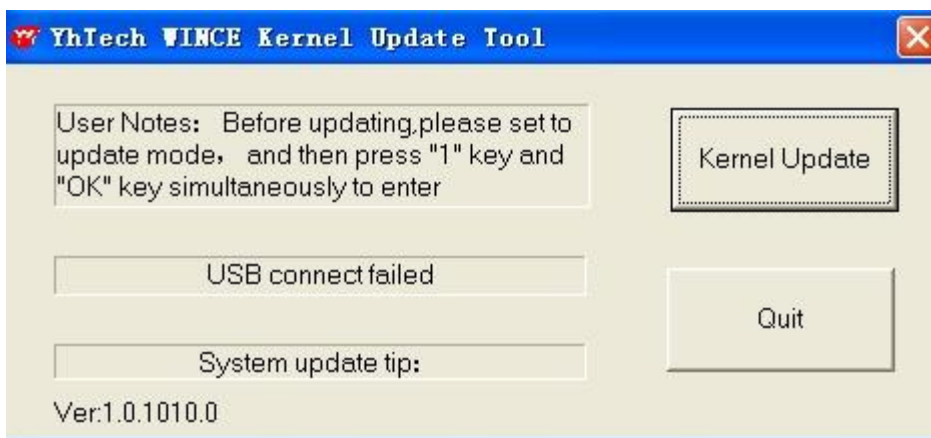 YhTech WINCE Kernel Update Tool
User Notes： Before updating,please set to
update mode， and then press "1" key and
"OK" key simultaneously to enter
Kernel Update
USB connect failed
Quit
System update tip：
Ver:1.0.1010.0